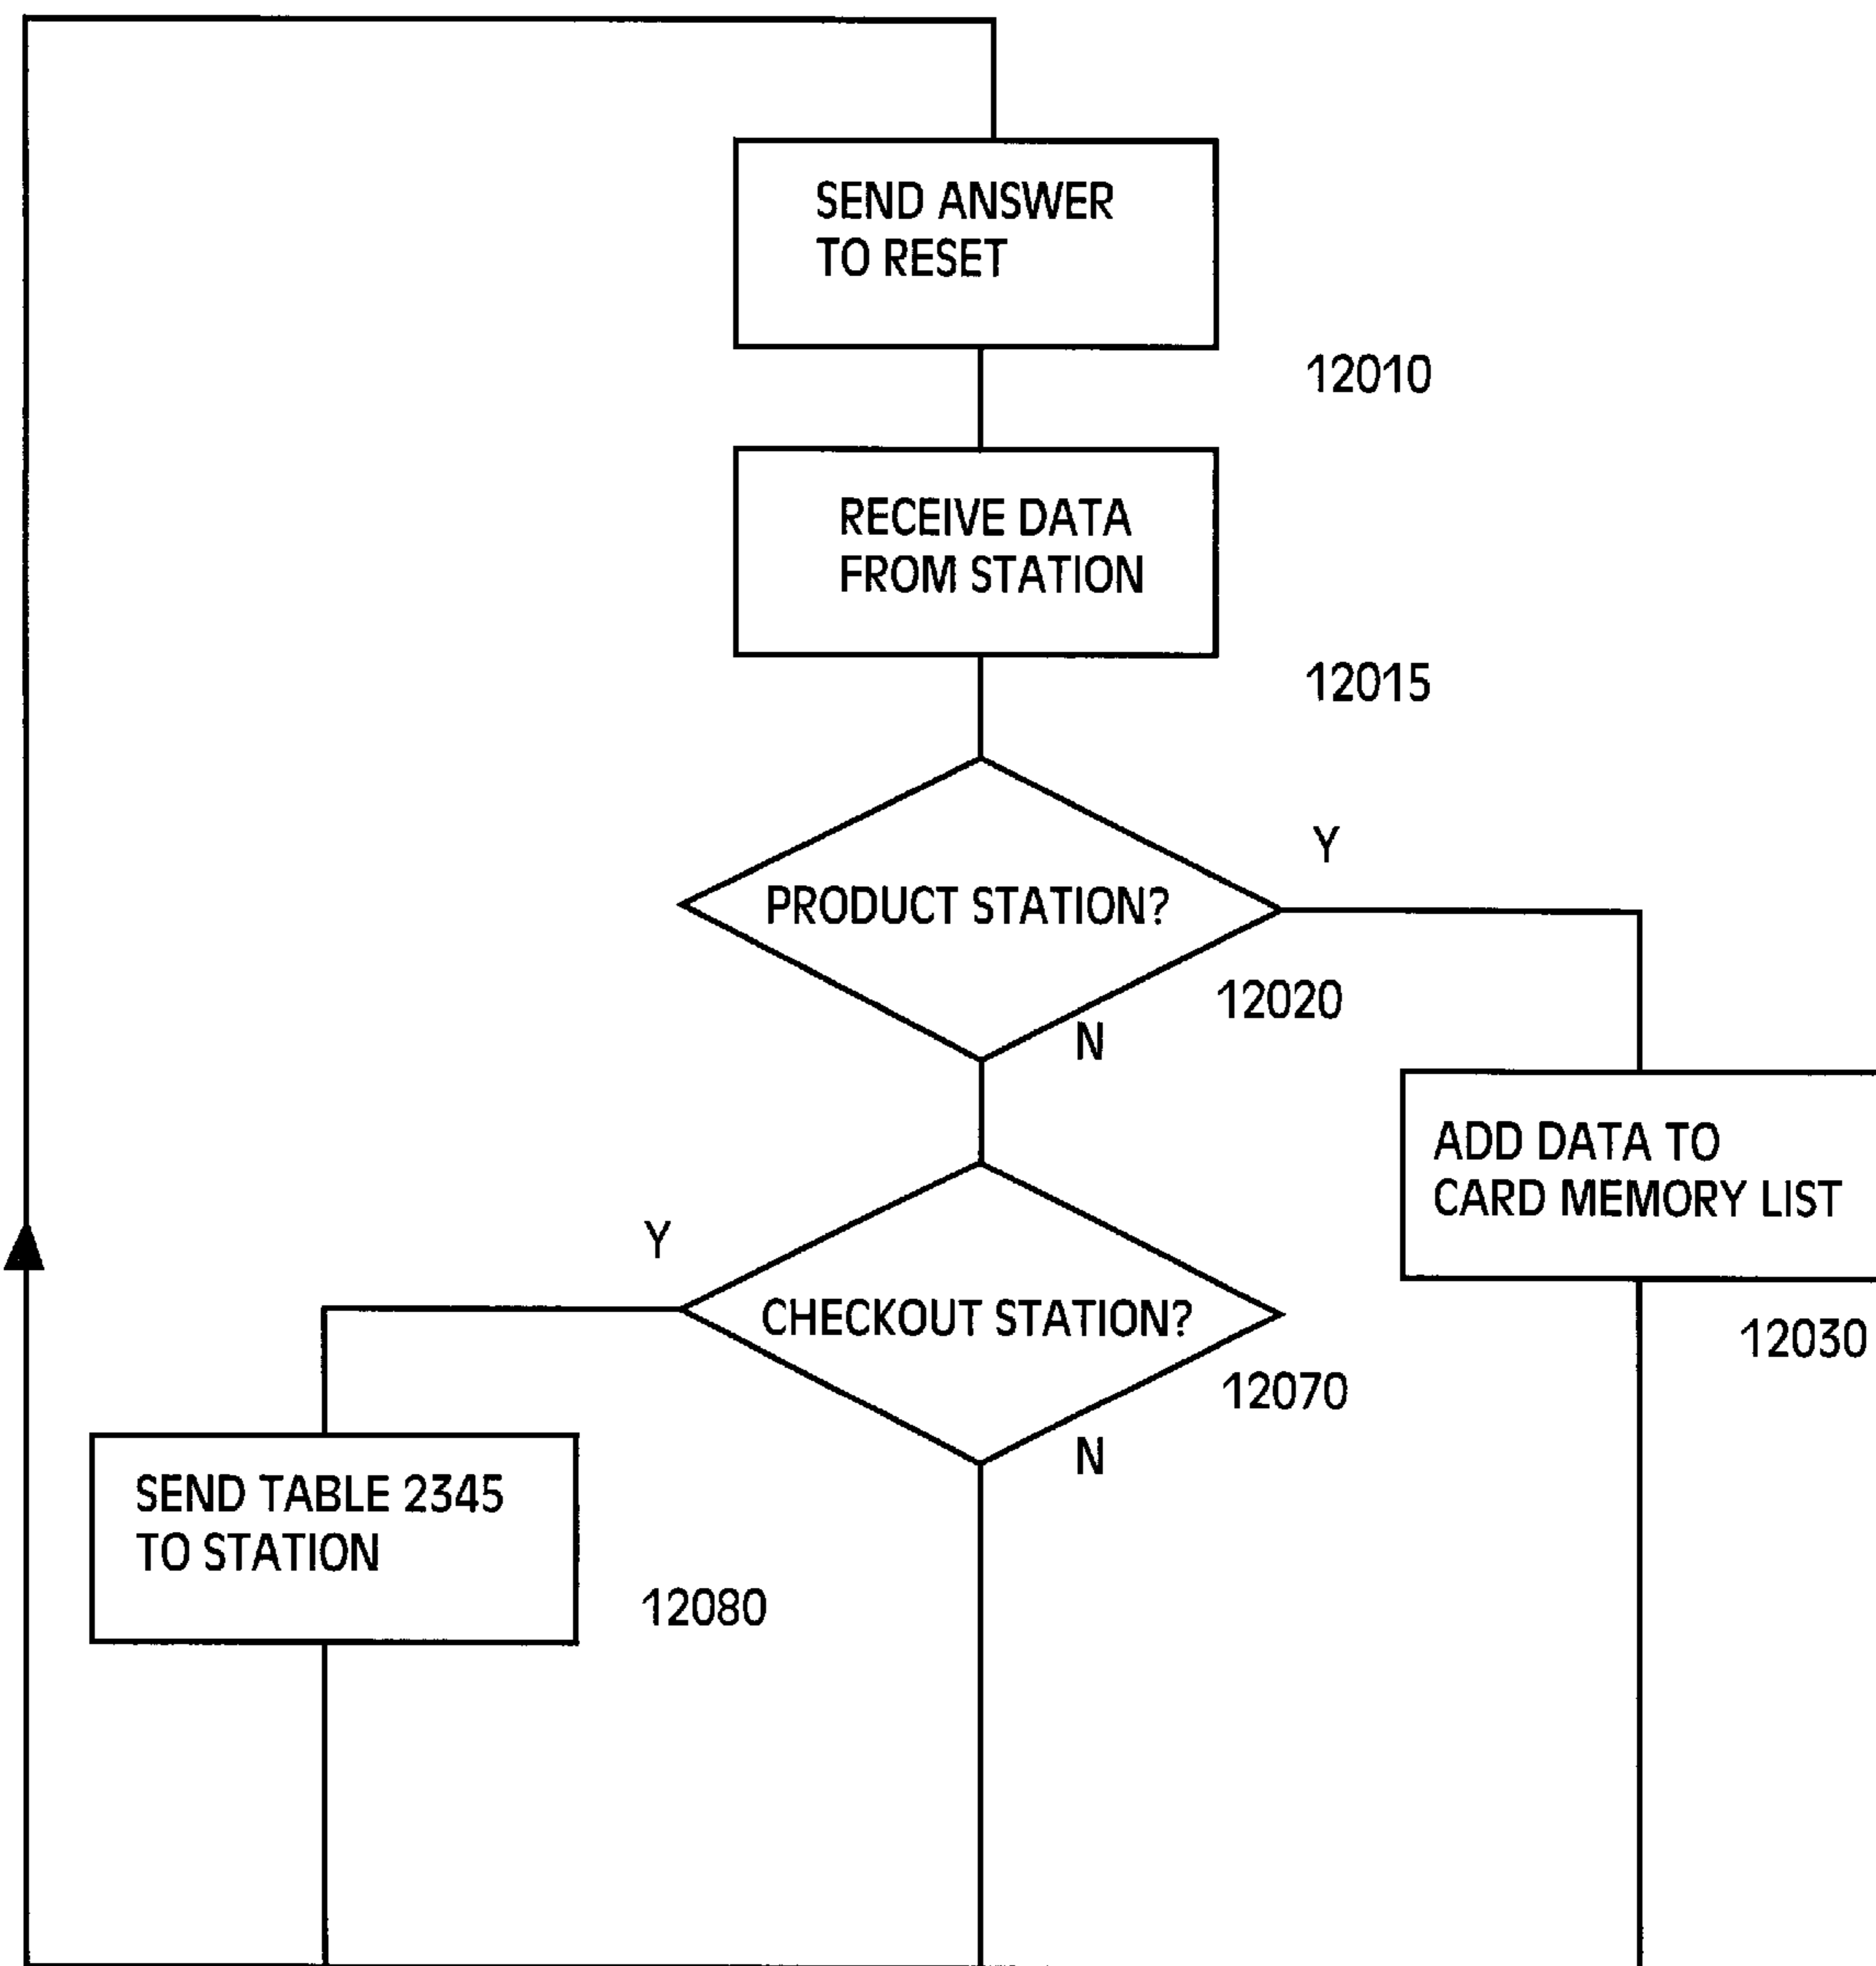 SEND ANSWER
TO RESET
12010
RECEIVE DATA
FROM STATION
12015
Y
PRODUCT STATION?
12020
N
ADD DATA TO
CARD MEMORY LIST
12030
Y
CHECKOUT STATION?
12070
N
SEND TABLE 2345
TO STATION
12080